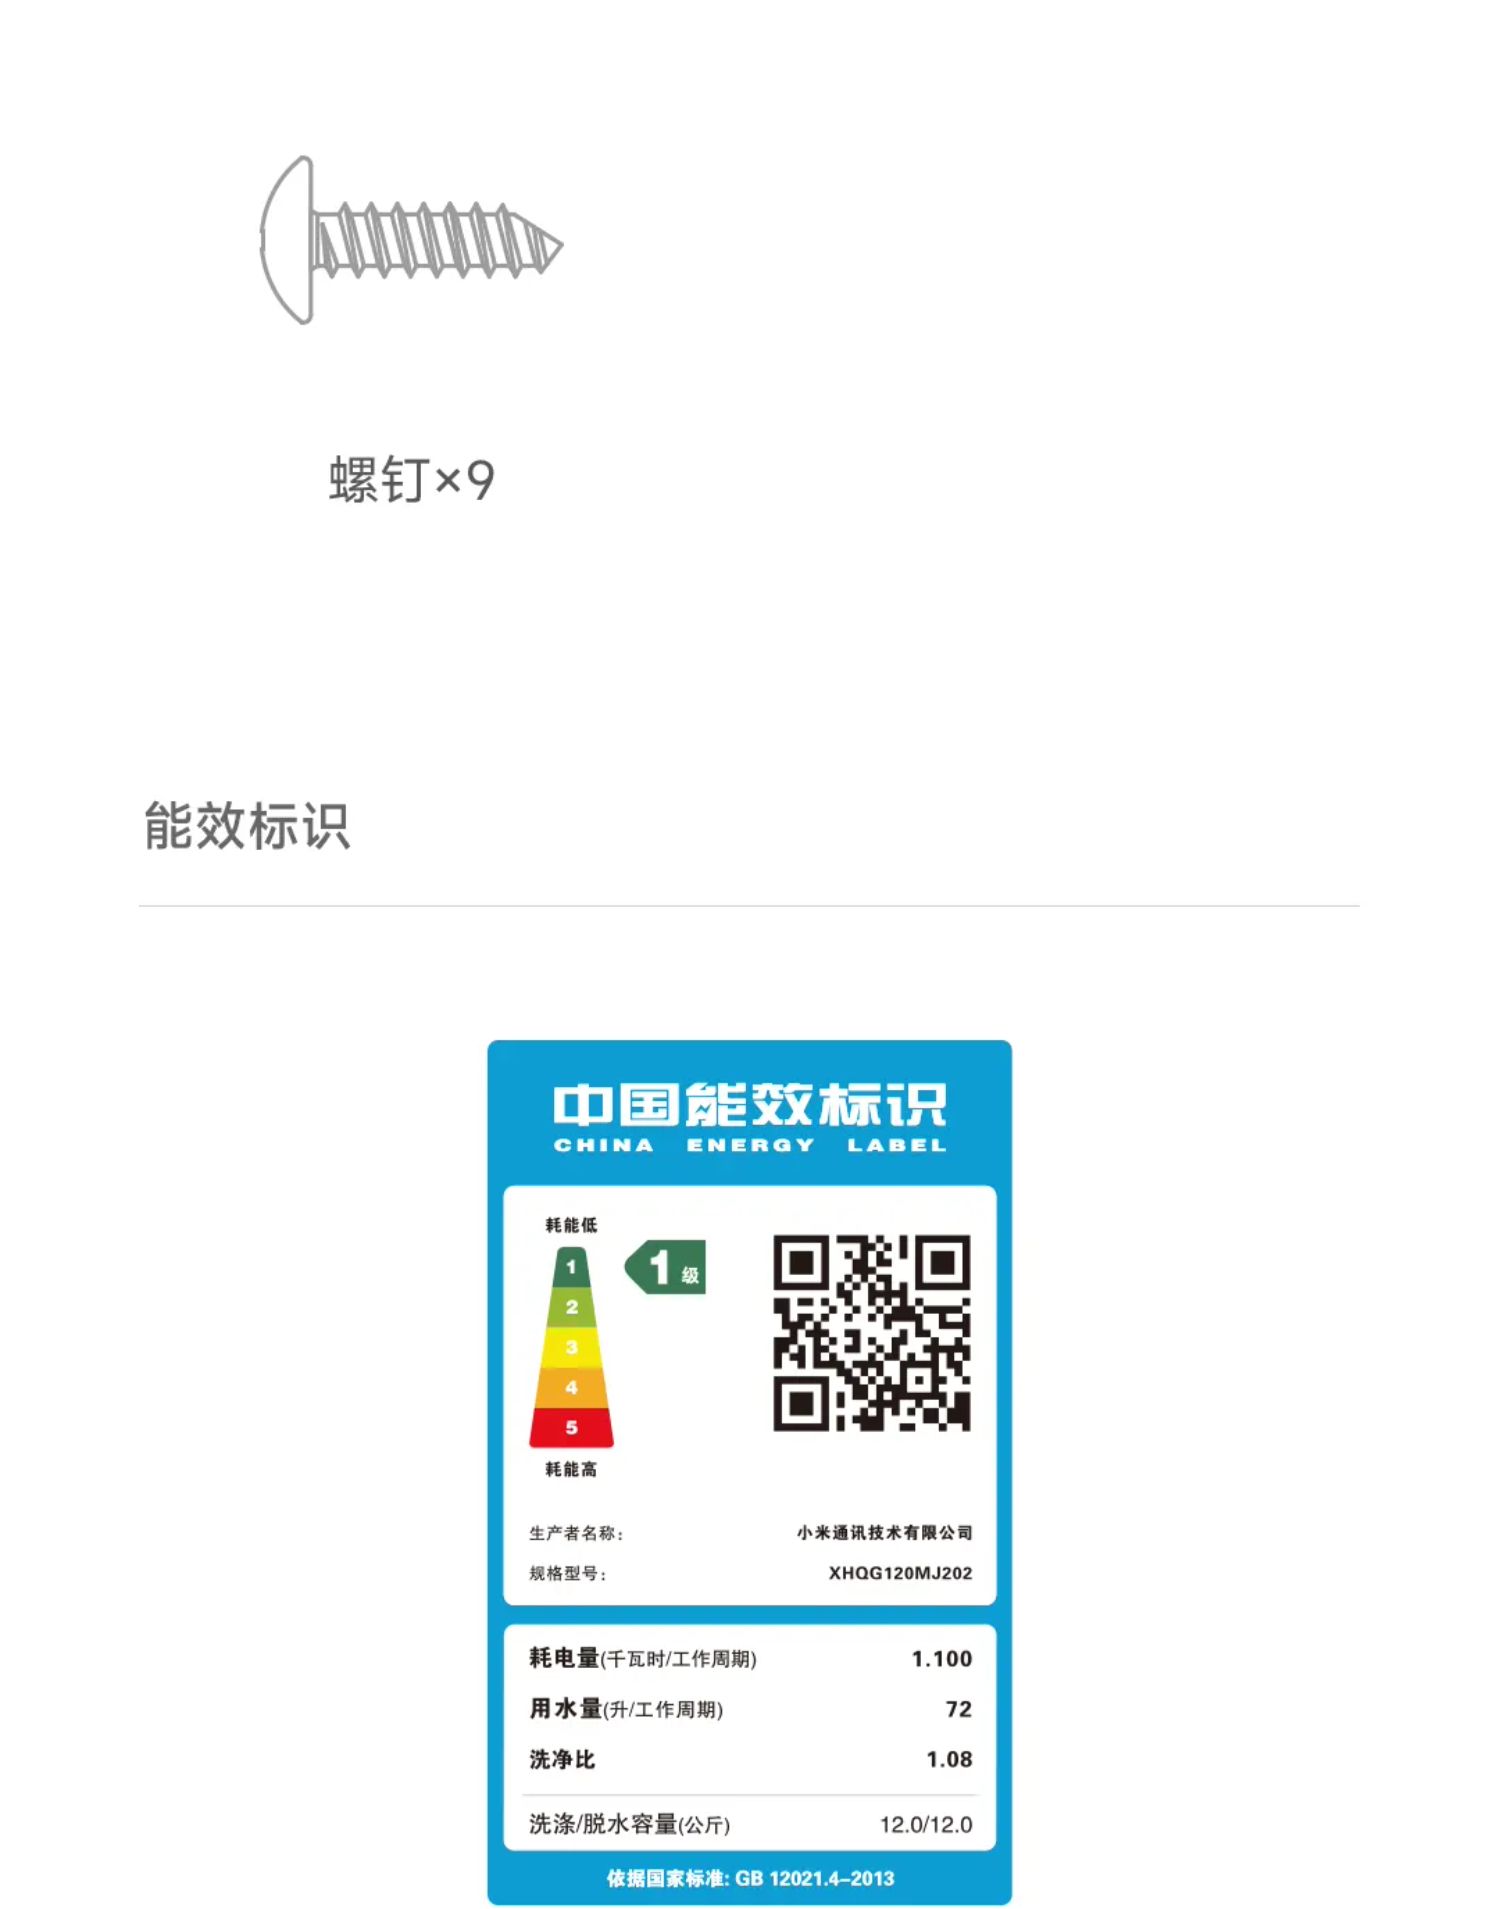 螺钉×9
能效标识
中国能效标识
CHINA ENERGY LABEL
耗能低
1
1级
2
3
4
5
耗能高
生产者名称: 小米通讯技术有限公司
规格型号: XHQG120MJ202
耗电量(千瓦时/工作周期) 1.100
用水量(升/工作周期) 72
洗净比 1.08
洗涤/脱水容量(公斤) 12.0/12.0
依据国家标准: GB 12021.4-2013